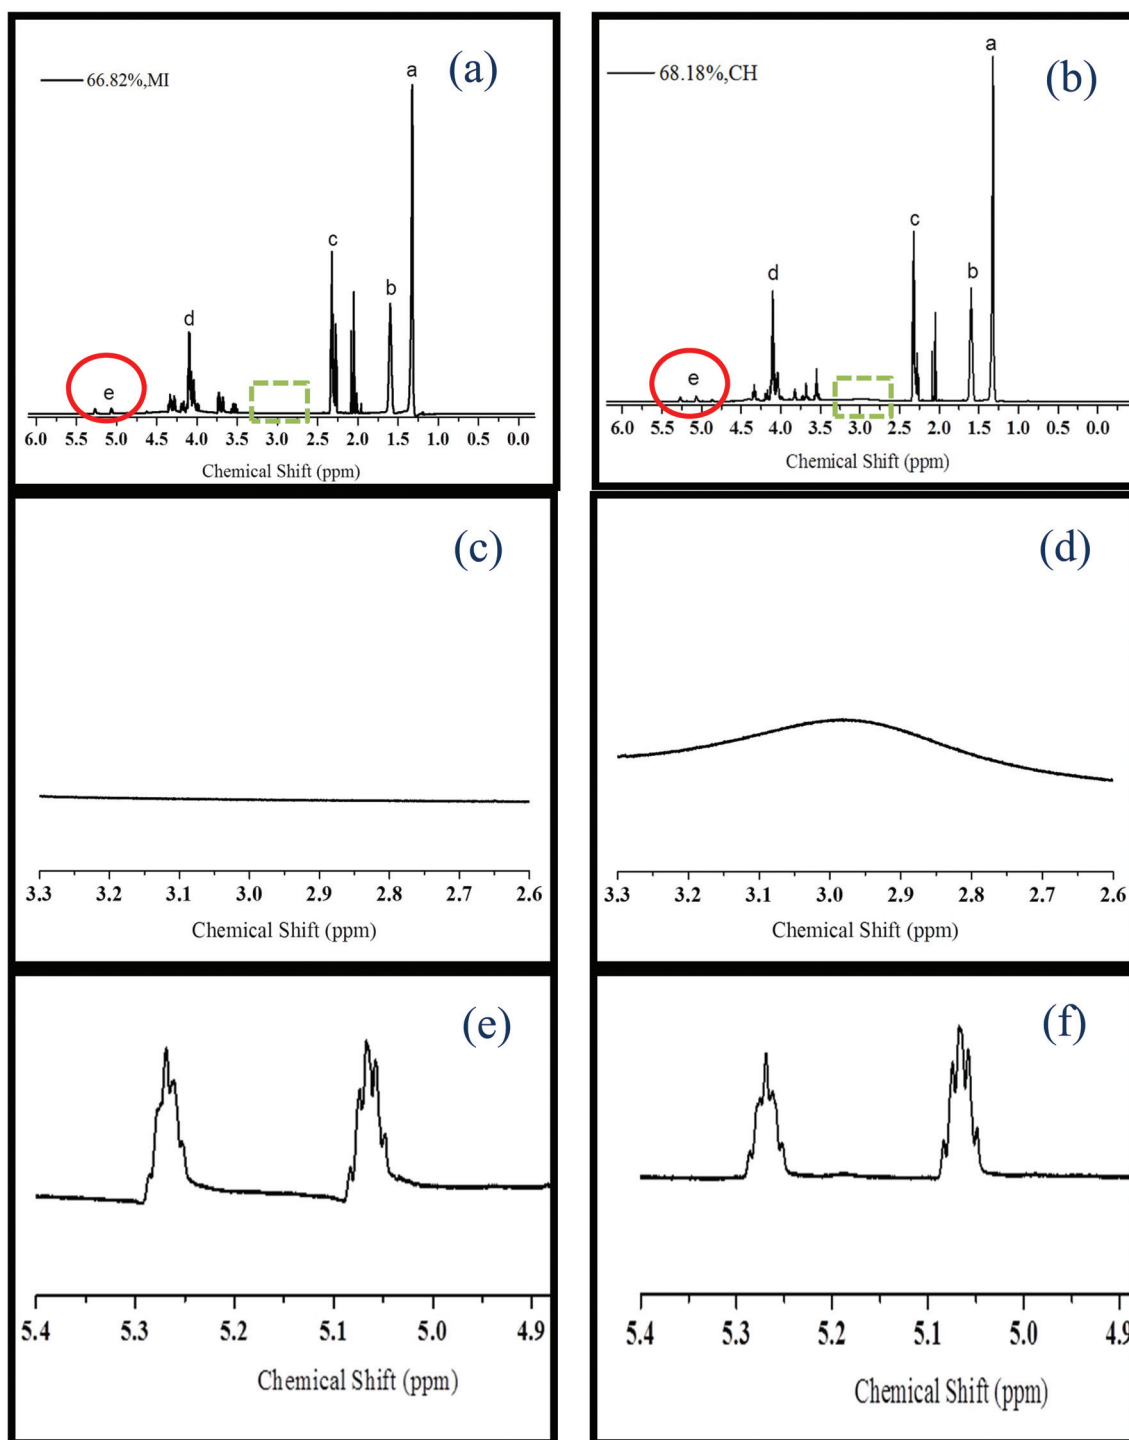 66.82%,MI
(a)
a
c
b
d
e
6.0 5.5 5.0 4.5 4.0 3.5 3.0 2.5 2.0 1.5 1.0 0.5 0.0
Chemical Shift (ppm)
68.18%,CH
(b)
a
c
d
b
e
6.0 5.5 5.0 4.5 4.0 3.5 3.0 2.5 2.0 1.5 1.0 0.5 0.0
Chemical Shift (ppm)
(c)
3.3 3.2 3.1 3.0 2.9 2.8 2.7 2.6
Chemical Shift (ppm)
(d)
3.3 3.2 3.1 3.0 2.9 2.8 2.7 2.6
Chemical Shift (ppm)
(e)
5.4 5.3 5.2 5.1 5.0 4.9
Chemical Shift (ppm)
(f)
5.4 5.3 5.2 5.1 5.0 4.9
Chemical Shift (ppm)